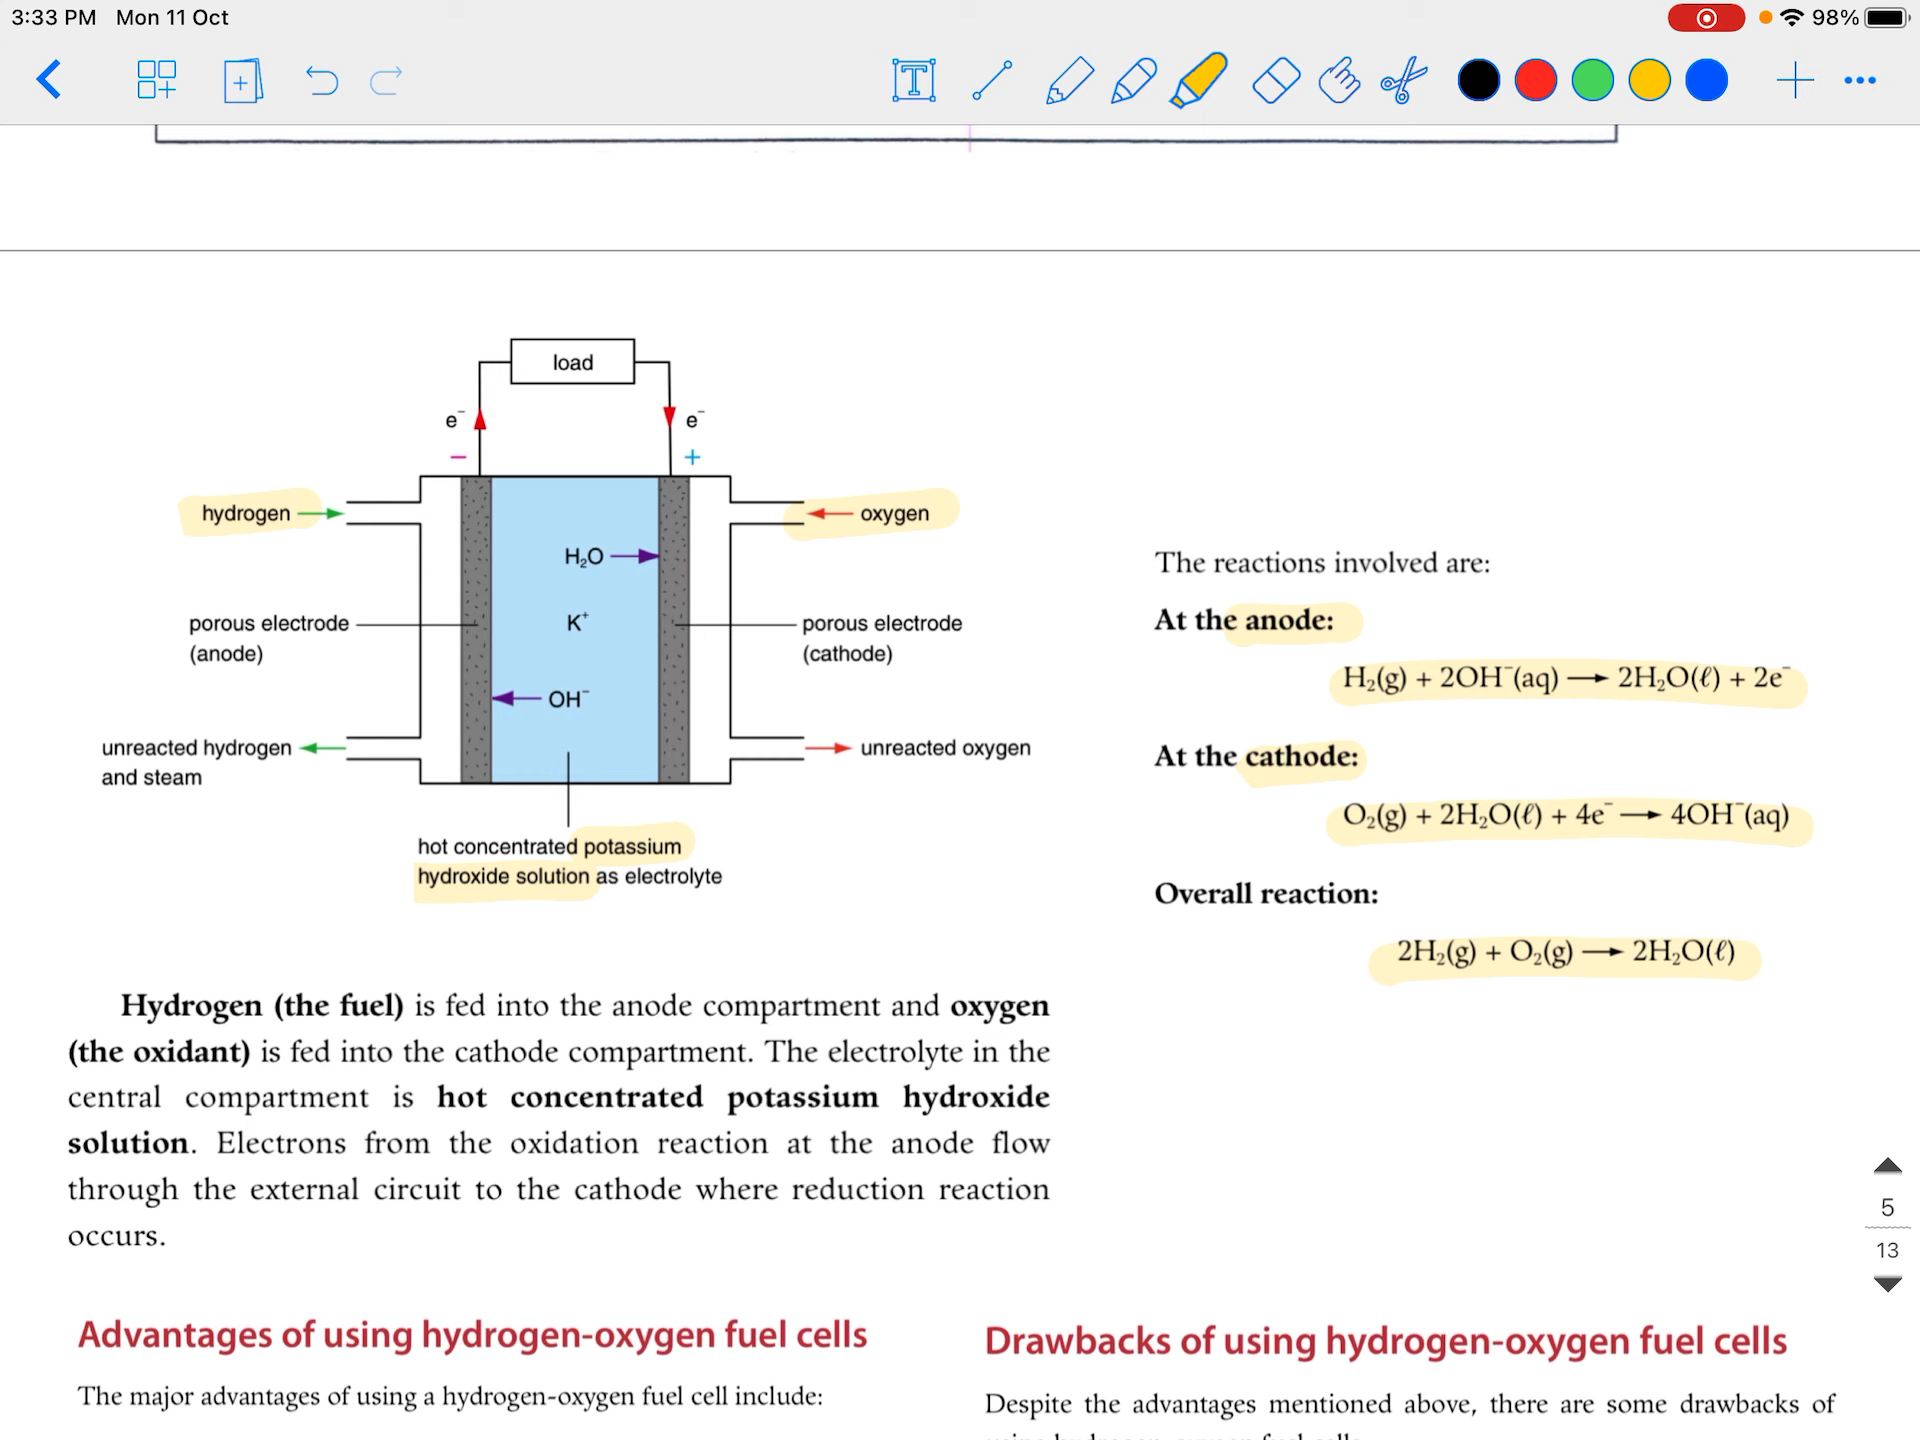 3:33 PM Mon 11 Oct
98%
T
load
e⁻
e⁻
−
+
hydrogen
oxygen
H₂O
porous electrode
(anode)
K⁺
porous electrode
(cathode)
OH⁻
unreacted hydrogen
and steam
unreacted oxygen
hot concentrated potassium
hydroxide solution as electrolyte
The reactions involved are:
At the anode:
H₂(g) + 2OH⁻(aq) → 2H₂O(ℓ) + 2e⁻
At the cathode:
O₂(g) + 2H₂O(ℓ) + 4e⁻ → 4OH⁻(aq)
Overall reaction:
2H₂(g) + O₂(g) → 2H₂O(ℓ)
Hydrogen (the fuel) is fed into the anode compartment and oxygen
(the oxidant) is fed into the cathode compartment. The electrolyte in the
central compartment is hot concentrated potassium hydroxide
solution. Electrons from the oxidation reaction at the anode flow
through the external circuit to the cathode where reduction reaction
occurs.
5
13
Advantages of using hydrogen-oxygen fuel cells
The major advantages of using a hydrogen-oxygen fuel cell include:
Drawbacks of using hydrogen-oxygen fuel cells
Despite the advantages mentioned above, there are some drawbacks of